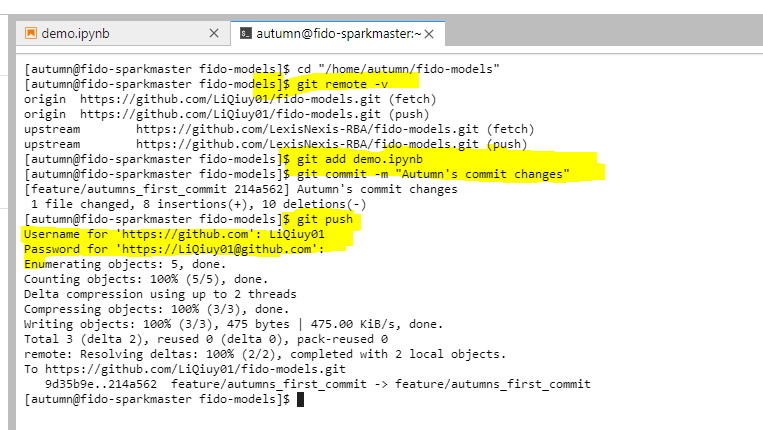 demo.ipynb
autumn@fido-sparkmaster:~
[autumn@fido-sparkmaster fido-models]$ cd "/home/autumn/fido-models"
[autumn@fido-sparkmaster fido-models]$ git remote -v
origin  https://github.com/LiQiuy01/fido-models.git (fetch)
origin  https://github.com/LiQiuy01/fido-models.git (push)
upstream        https://github.com/LexisNexis-RBA/fido-models.git (fetch)
upstream        https://github.com/LexisNexis-RBA/fido-models.git (push)
[autumn@fido-sparkmaster fido-models]$ git add demo.ipynb
[autumn@fido-sparkmaster fido-models]$ git commit -m "Autumn's commit changes"
[feature/autumns_first_commit 214a562] Autumn's commit changes
 1 file changed, 8 insertions(+), 10 deletions(-)
[autumn@fido-sparkmaster fido-models]$ git push
Username for 'https://github.com': LiQiuy01
Password for 'https://LiQiuy01@github.com':
Enumerating objects: 5, done.
Counting objects: 100% (5/5), done.
Delta compression using up to 2 threads
Compressing objects: 100% (3/3), done.
Writing objects: 100% (3/3), 475 bytes | 475.00 KiB/s, done.
Total 3 (delta 2), reused 0 (delta 0), pack-reused 0
remote: Resolving deltas: 100% (2/2), completed with 2 local objects.
To https://github.com/LiQiuy01/fido-models.git
   9d35b9e..214a562  feature/autumns_first_commit -> feature/autumns_first_commit
[autumn@fido-sparkmaster fido-models]$